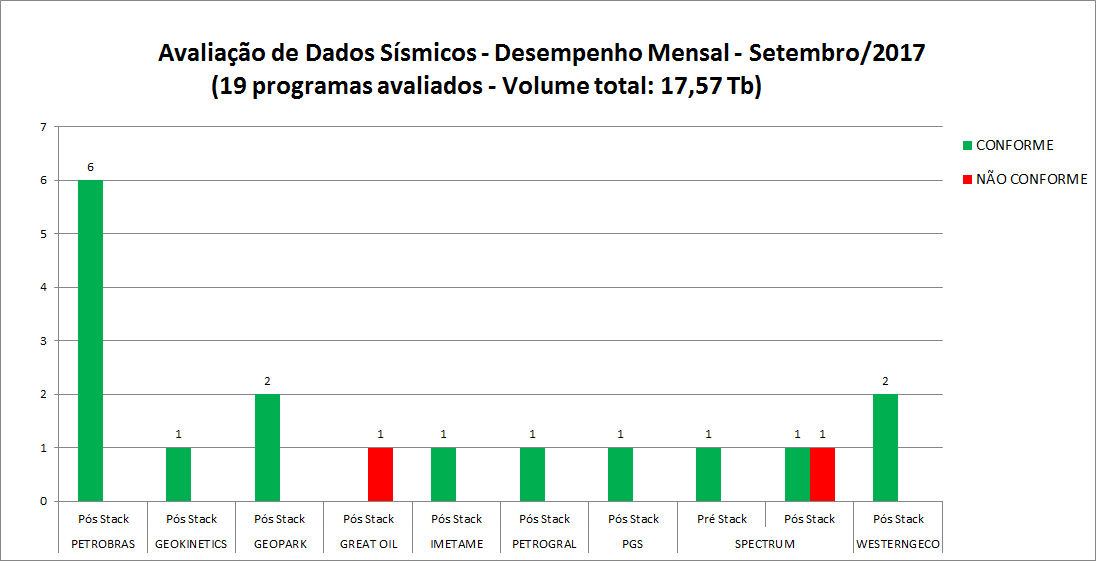 Avaliação de Dados Sísmicos - Desempenho Mensal - Setembro/2017
(19 programas avaliados - Volume total: 17,57 Tb)
CONFORME
NÃO CONFORME
7
6
5
4
3
2
1
0
6 1 2 1 1 1 1 1 1 1 2
Pós Stack Pós Stack Pós Stack Pós Stack Pós Stack Pós Stack Pós Stack Pré Stack Pós Stack Pós Stack
PETROBRAS GEOKINETICS GEOPARK GREAT OIL IMETAME PETROGRAL PGS SPECTRUM WESTERNGECO